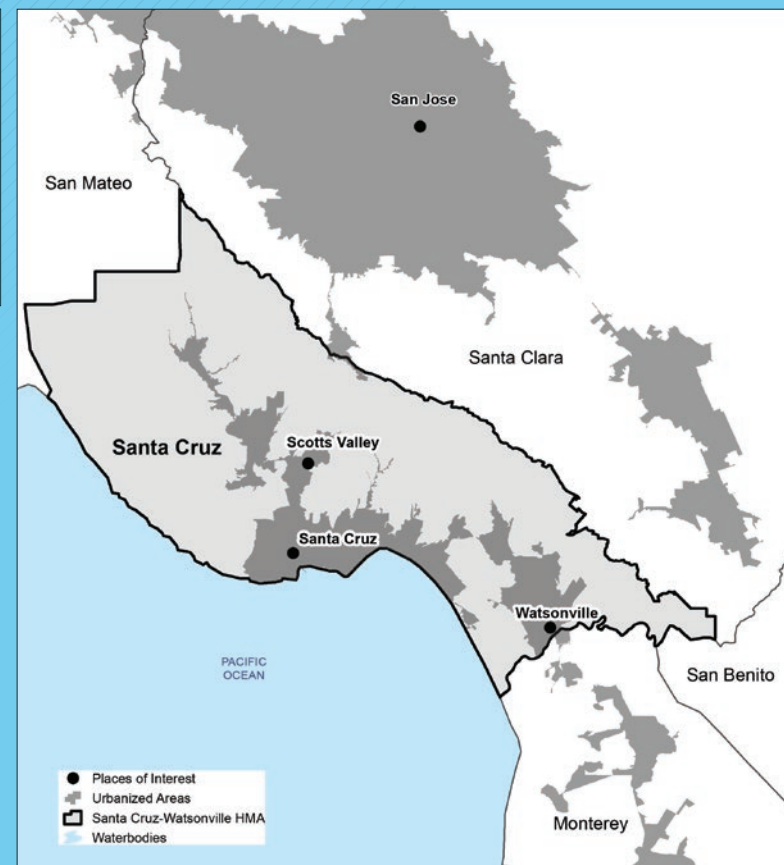 San Jose
San Mateo
Santa Clara
Santa Cruz
Scotts Valley
Santa Cruz
Watsonville
PACIFIC
OCEAN
San Benito
Monterey
Places of Interest
Urbanized Areas
Santa Cruz-Watsonville HMA
Waterbodies